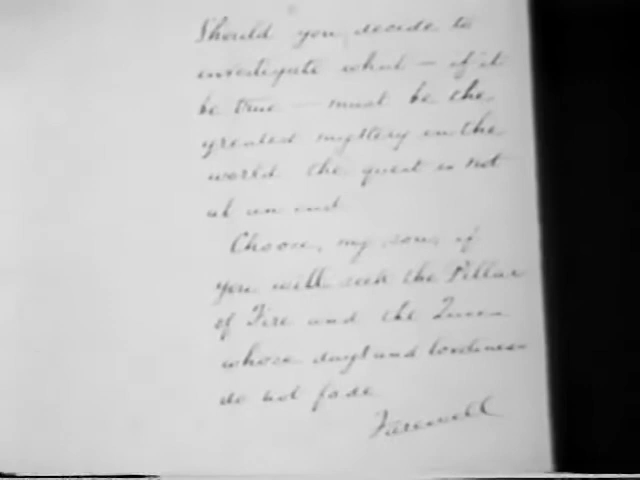 Should you decide to
investigate what — if it
be true — must be the
greatest mystery in the
world the quest is not
at an end
Choose, my son, if
you will seek the Pillar
of Fire and the Queen
whose days and loveliness
do not fade
Farewell